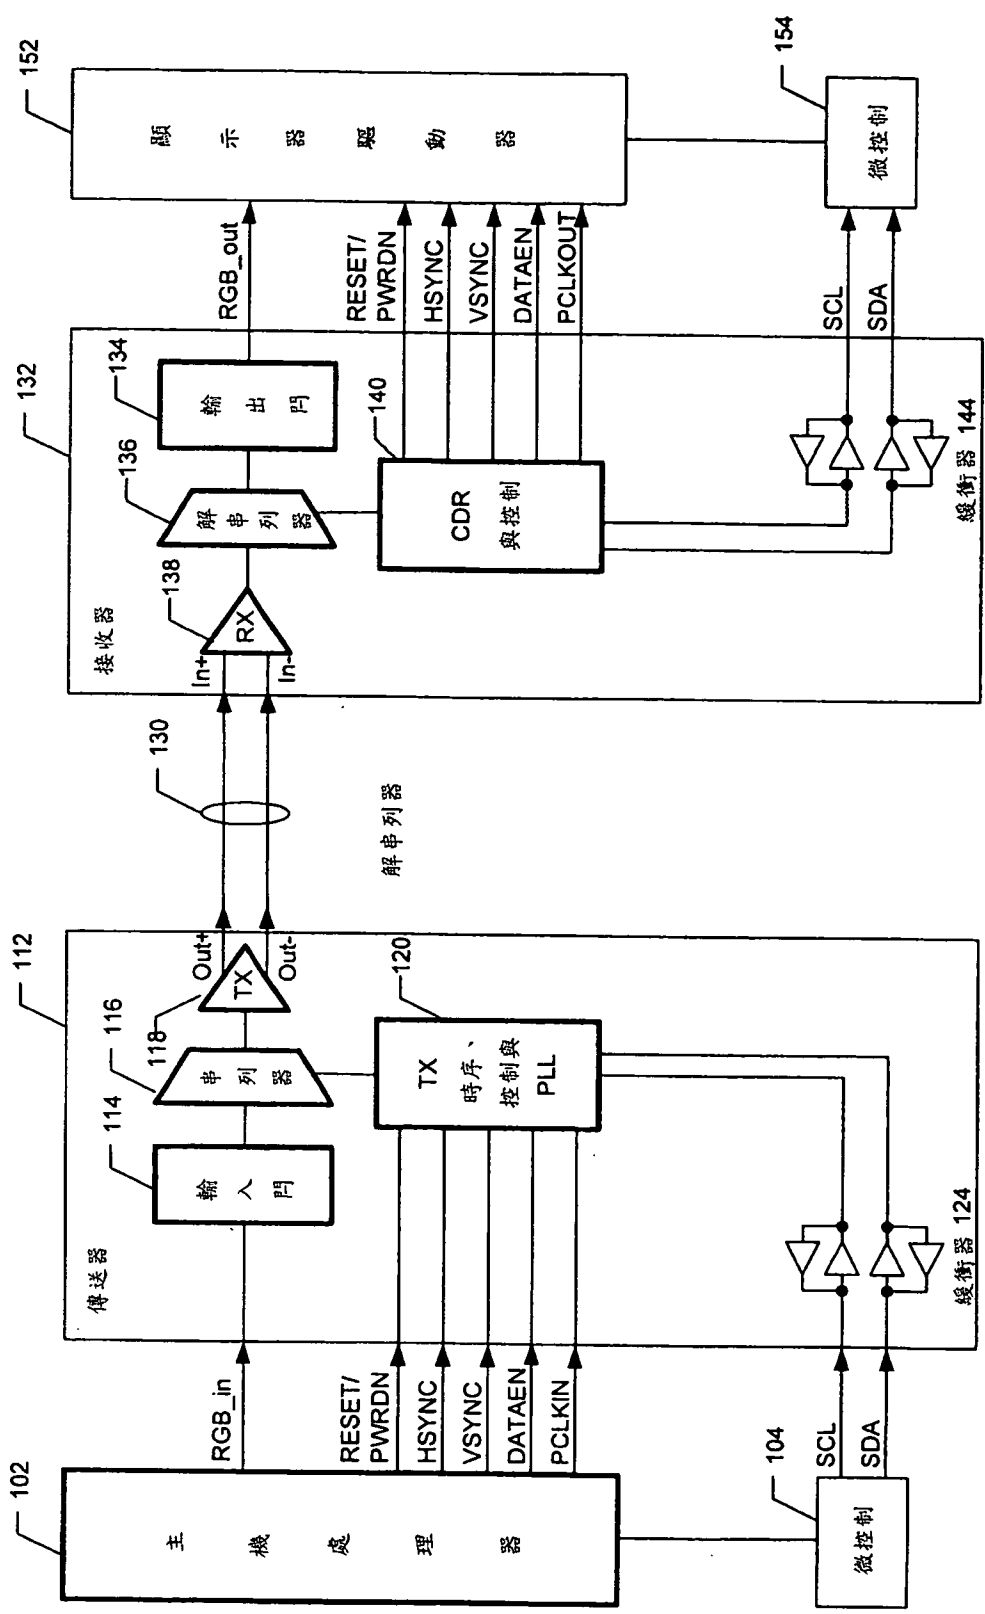 102
主機處理器
104
微控制
RGB_in
RESET/
PWRDN
HSYNC
VSYNC
DATAEN
PCLKIN
SCL
SDA
112
傳送器
114
輸入閂
116
串列器
118
TX
Out+
Out-
120
TX
時序、
控制與
PLL
緩衝器 124
130
解串列器
132
接收器
In+
In-
138
RX
136
解串列器
134
輸出閂
140
CDR
與控制
緩衝器 144
RGB_out
RESET/
PWRDN
HSYNC
VSYNC
DATAEN
PCLKOUT
SCL
SDA
152
顯示器驅動器
154
微控制